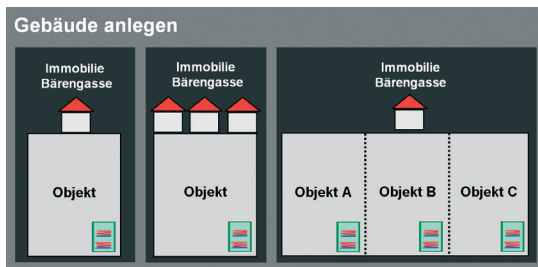 Gebäude anlegen
Immobilie
Bärengasse
Objekt
Immobilie
Bärengasse
Objekt
Immobilie
Bärengasse
Objekt A
Objekt B
Objekt C